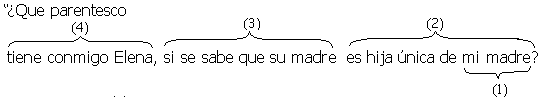 “¿Que parentesco
(4) (3) (2)
tiene conmigo Elena, si se sabe que su madre es hija única de mi madre?
(1)